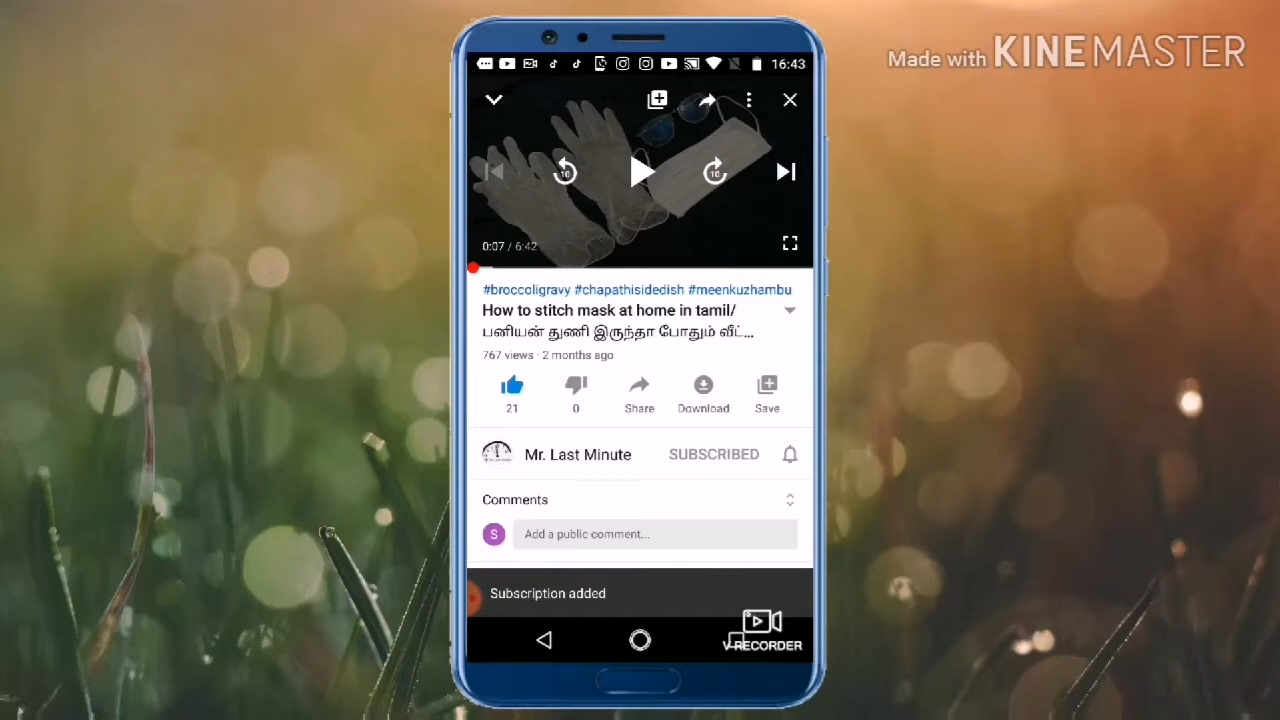 Made with KINEMASTER
16:43
10 10
0:07 / 6:42
#broccoligravy #chapathisidedish #meenkuzhambu
How to stitch mask at home in tamil/
பனியன் துணி இருந்தா போதும் வீட்...
767 views · 2 months ago
21 0 Share Download Save
Mr. Last Minute SUBSCRIBED
Comments
S Add a public comment...
Subscription added
V RECORDER